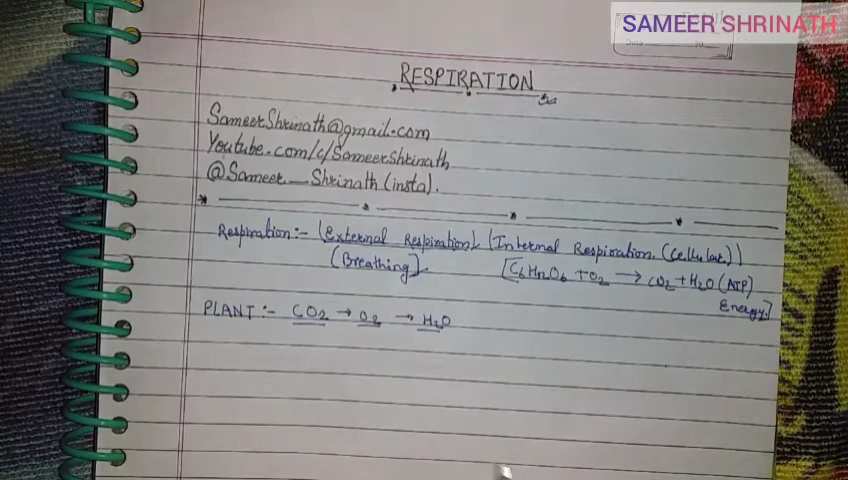 SAMEER SHRINATH
Date
RESPIRATION
SameerShrinath@gmail.com
Youtube.com/c/SameerShrinath
@Sameer_Shrinath (insta).
Respiration:- (External Respiration) (Internal Respiration. (Cellular))
(Breathing). [C6H12O6 + O2 → CO2 + H2O (ATP)
Energy.]
PLANT:- CO2 → O2 → H2O